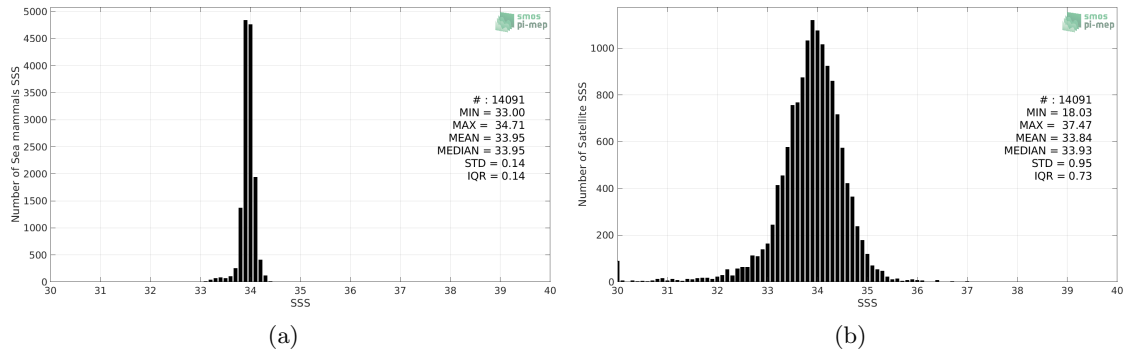 smos
pi-mep
5000
4500
4000
3500
3000
2500
2000
1500
1000
500
0
Number of Sea mammals SSS
# : 14091
MIN = 33.00
MAX = 34.71
MEAN = 33.95
MEDIAN = 33.95
STD = 0.14
IQR = 0.14
30 31 32 33 34 35 36 37 38 39 40
SSS
(a)
smos
pi-mep
1000
800
600
400
200
0
Number of Satellite SSS
# : 14091
MIN = 18.03
MAX = 37.47
MEAN = 33.84
MEDIAN = 33.93
STD = 0.95
IQR = 0.73
30 31 32 33 34 35 36 37 38 39 40
SSS
(b)